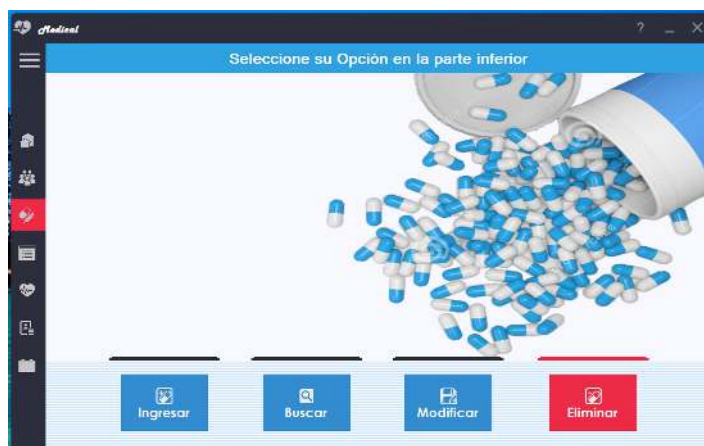 Medical
?
Seleccione su Opción en la parte inferior
Ingresar
Buscar
Modificar
Eliminar